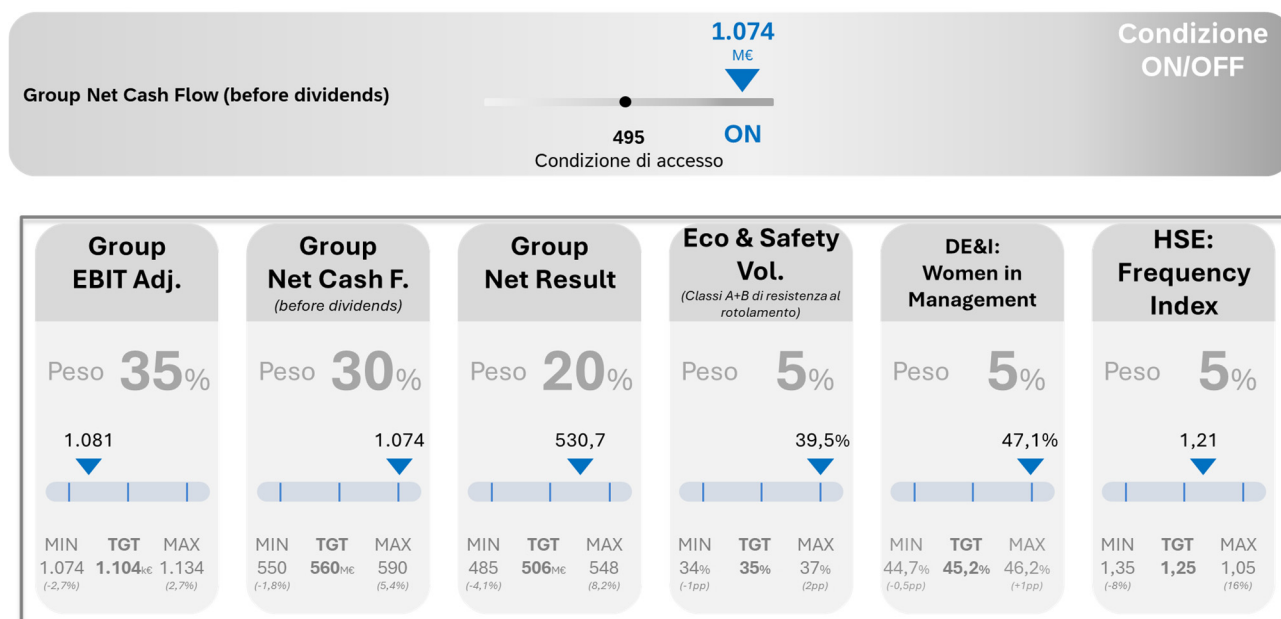 1.074
M€
Condizione
ON/OFF
Group Net Cash Flow (before dividends)
495
ON
Condizione di accesso
Group
EBIT Adj.
Peso 35%
1.081
MIN TGT MAX
1.074 1.104k€ 1.134
(-2,7%) (2,7%)
Group
Net Cash F.
(before dividends)
Peso 30%
1.074
MIN TGT MAX
550 560M€ 590
(-1,8%) (5,4%)
Group
Net Result
Peso 20%
530,7
MIN TGT MAX
485 506M€ 548
(-4,1%) (8,2%)
Eco & Safety
Vol.
(Classi A+B di resistenza al
rotolamento)
Peso 5%
39,5%
MIN TGT MAX
34% 35% 37%
(-1pp) (2pp)
DE&I:
Women in
Management
Peso 5%
47,1%
MIN TGT MAX
44,7% 45,2% 46,2%
(-0,5pp) (+1pp)
HSE:
Frequency
Index
Peso 5%
1,21
MIN TGT MAX
1,35 1,25 1,05
(-8%) (16%)